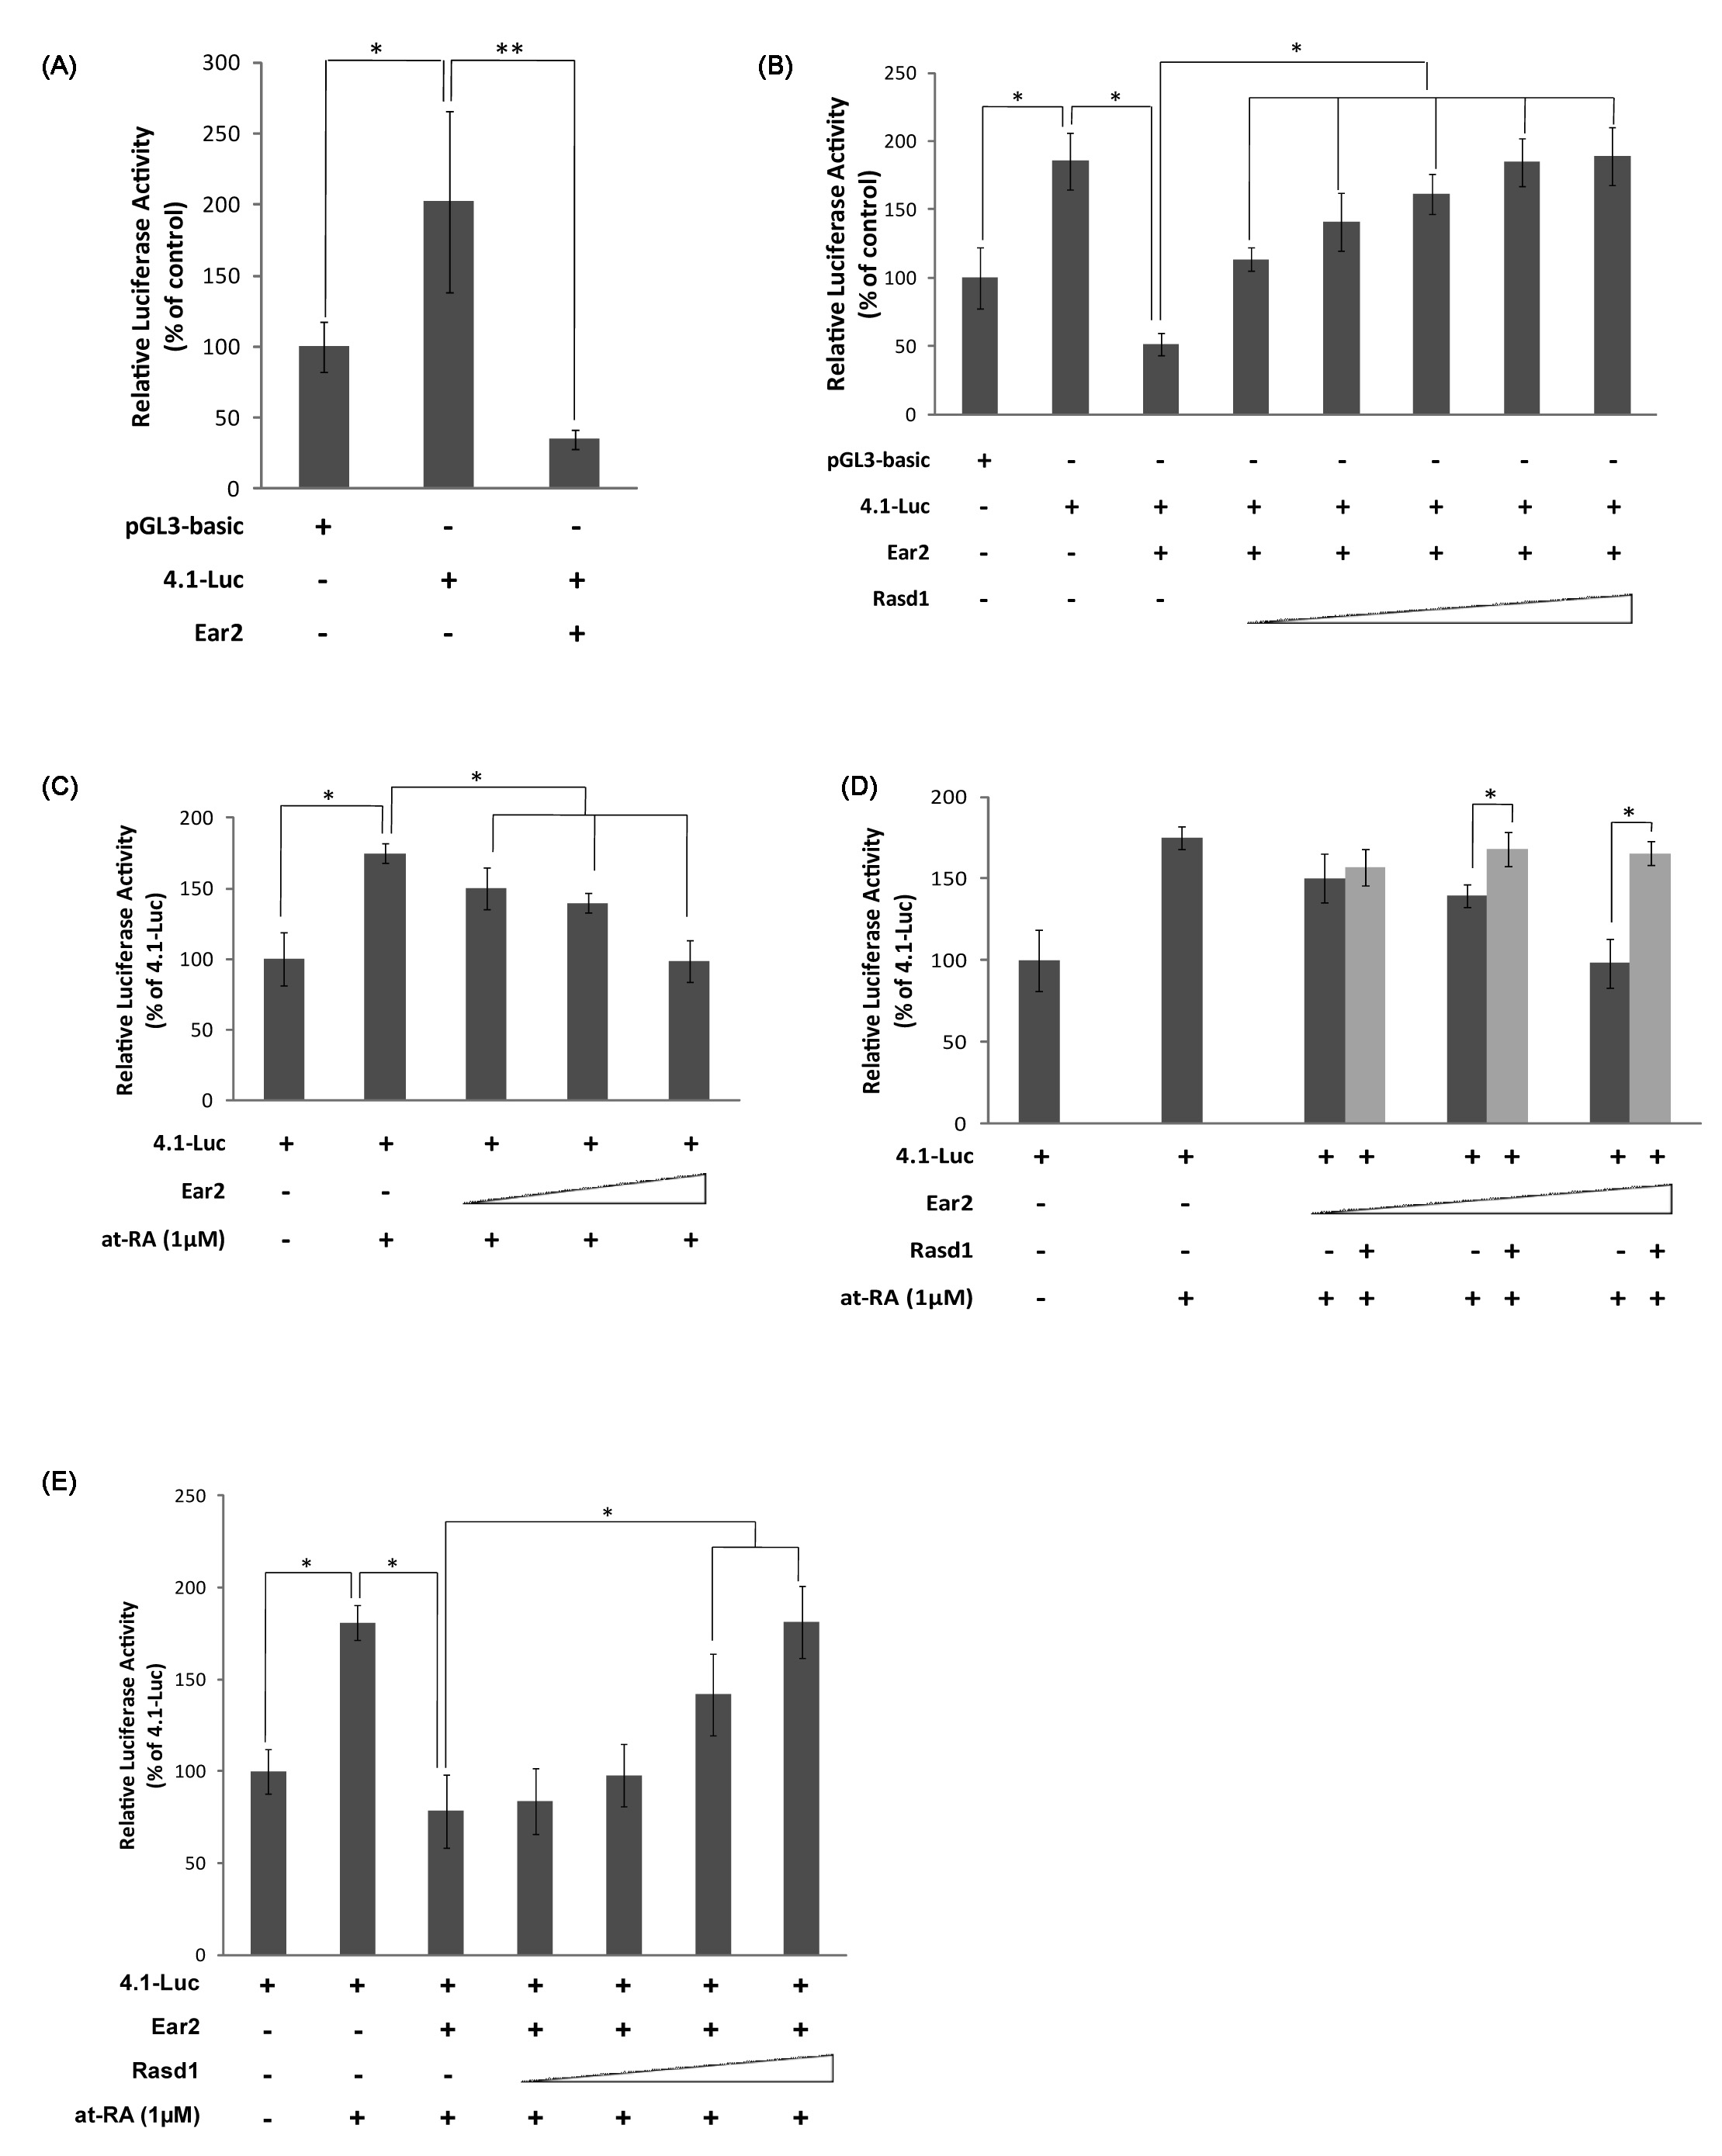 (A)
Relative Luciferase Activity
(% of control)
* **
300
250
200
150
100
50
0
pGL3-basic + - -
4.1-Luc - + +
Ear2 - - +
(B)
Relative Luciferase Activity
(% of control)
*
* *
250
200
150
100
50
0
pGL3-basic + - - - - - - -
4.1-Luc - + + + + + + +
Ear2 - - + + + + + +
Rasd1 - - -
(C)
Relative Luciferase Activity
(% of 4.1-Luc)
* *
200
150
100
50
0
4.1-Luc + + + + +
Ear2 - -
at-RA (1µM) - + + + +
(D)
Relative Luciferase Activity
(% of 4.1-Luc)
* *
200
150
100
50
0
4.1-Luc + + + + + + + +
Ear2 - -
Rasd1 - - - + - + - +
at-RA (1µM) - + + + + + + +
(E)
Relative Luciferase Activity
(% of 4.1-Luc)
*
* *
250
200
150
100
50
0
4.1-Luc + + + + + + +
Ear2 - - + + + + +
Rasd1 - - -
at-RA (1µM) - + + + + + +